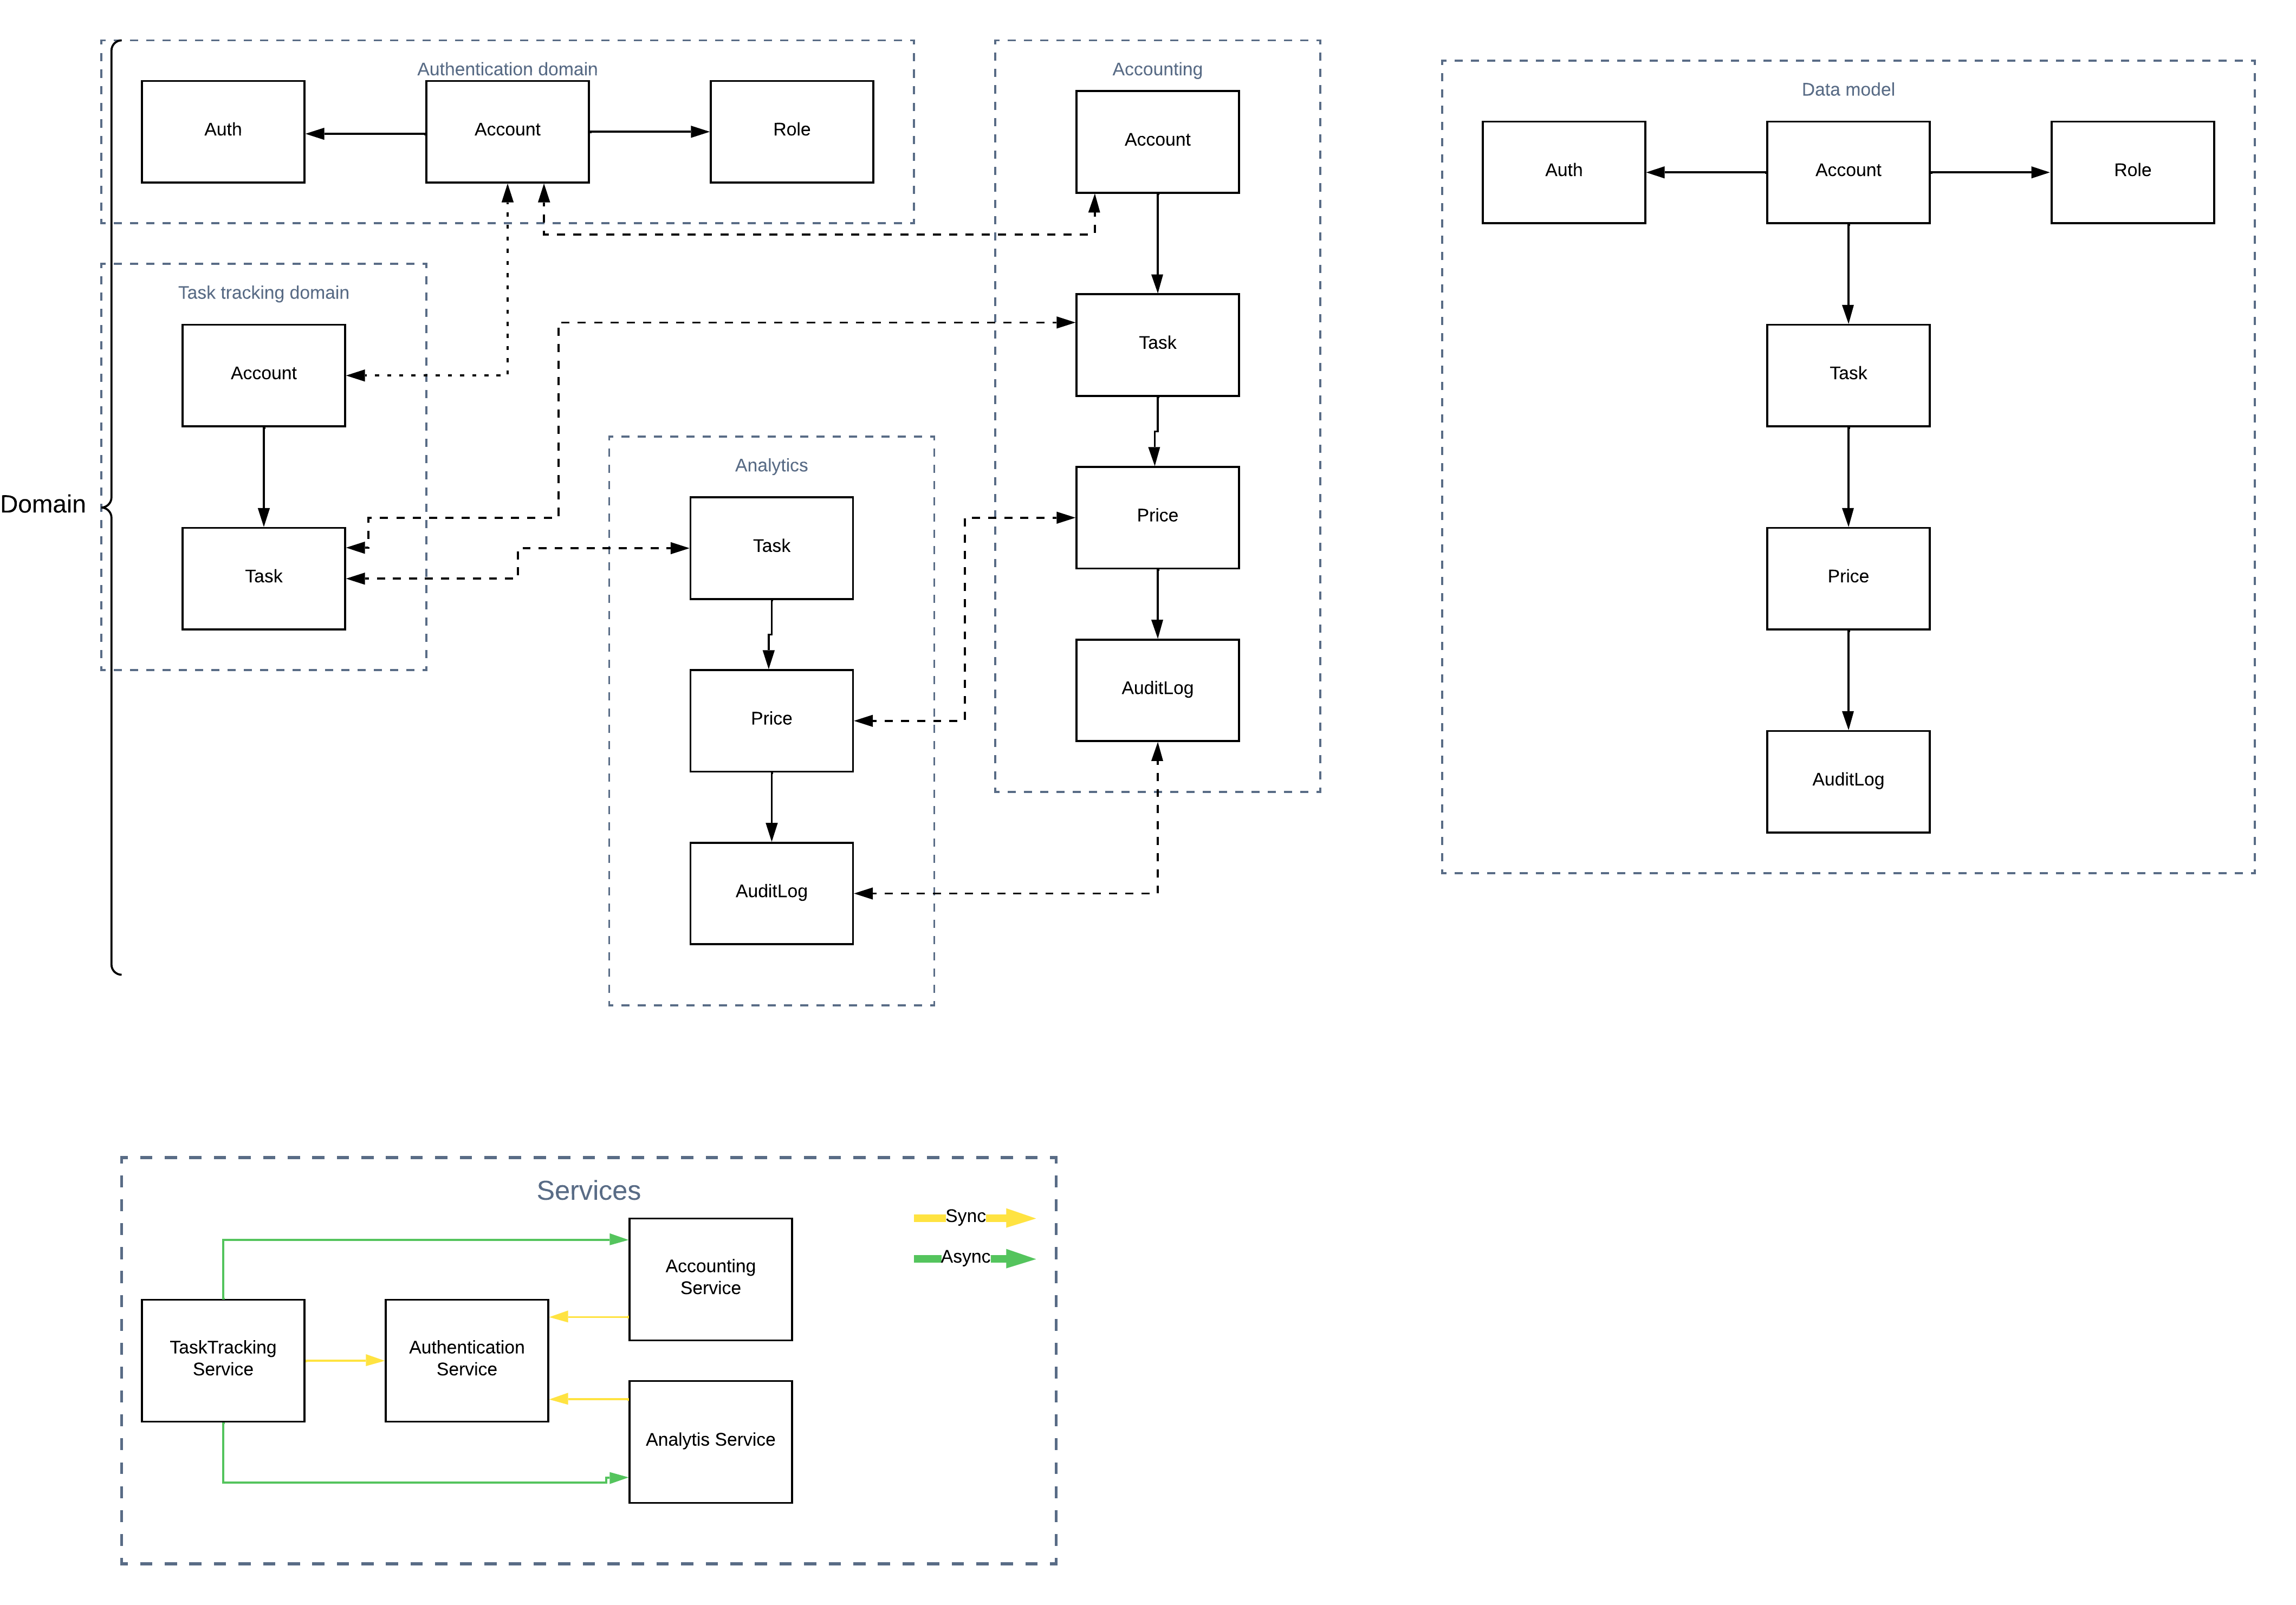 Authentication domain
Auth
Account
Role
Accounting
Account
Task
Price
AuditLog
Data model
Auth
Account
Role
Task
Price
AuditLog
Domain
Task tracking domain
Account
Task
Analytics
Task
Price
AuditLog
Services
Sync
Async
Accounting
Service
TaskTracking
Service
Authentication
Service
Analytis Service